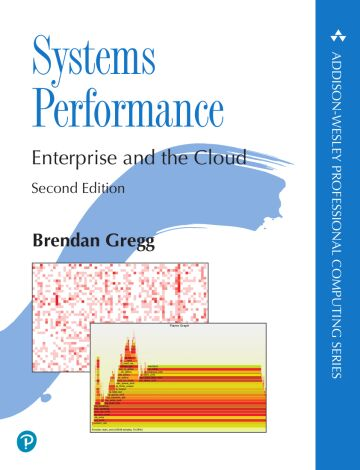 Systems
Performance
Enterprise and the Cloud
Second Edition
Brendan Gregg
Flame Graph
P
ADDISON-WESLEY PROFESSIONAL COMPUTING SERIES